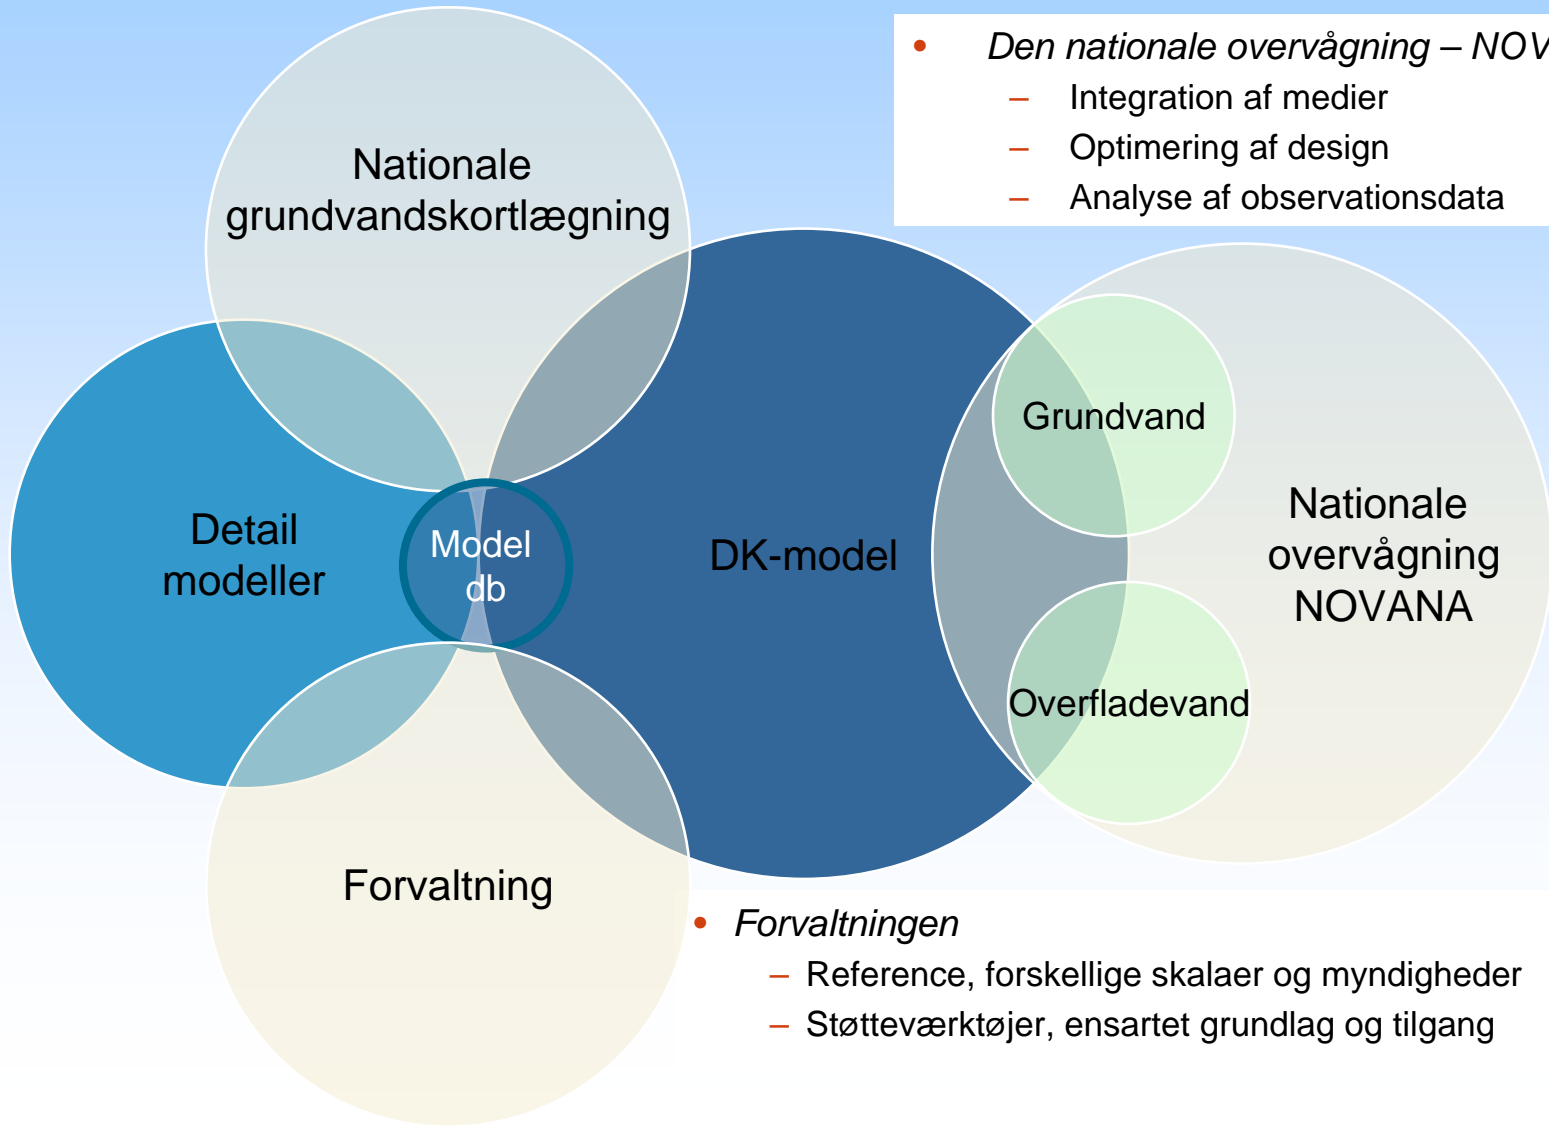 • Den nationale overvågning – NOV
– Integration af medier
– Optimering af design
– Analyse af observationsdata
Nationale
grundvandskortlægning
Detail
modeller
Model
db
DK-model
Grundvand
Overfladevand
Nationale
overvågning
NOVANA
Forvaltning
• Forvaltningen
– Reference, forskellige skalaer og myndigheder
– Støtteværktøjer, ensartet grundlag og tilgang